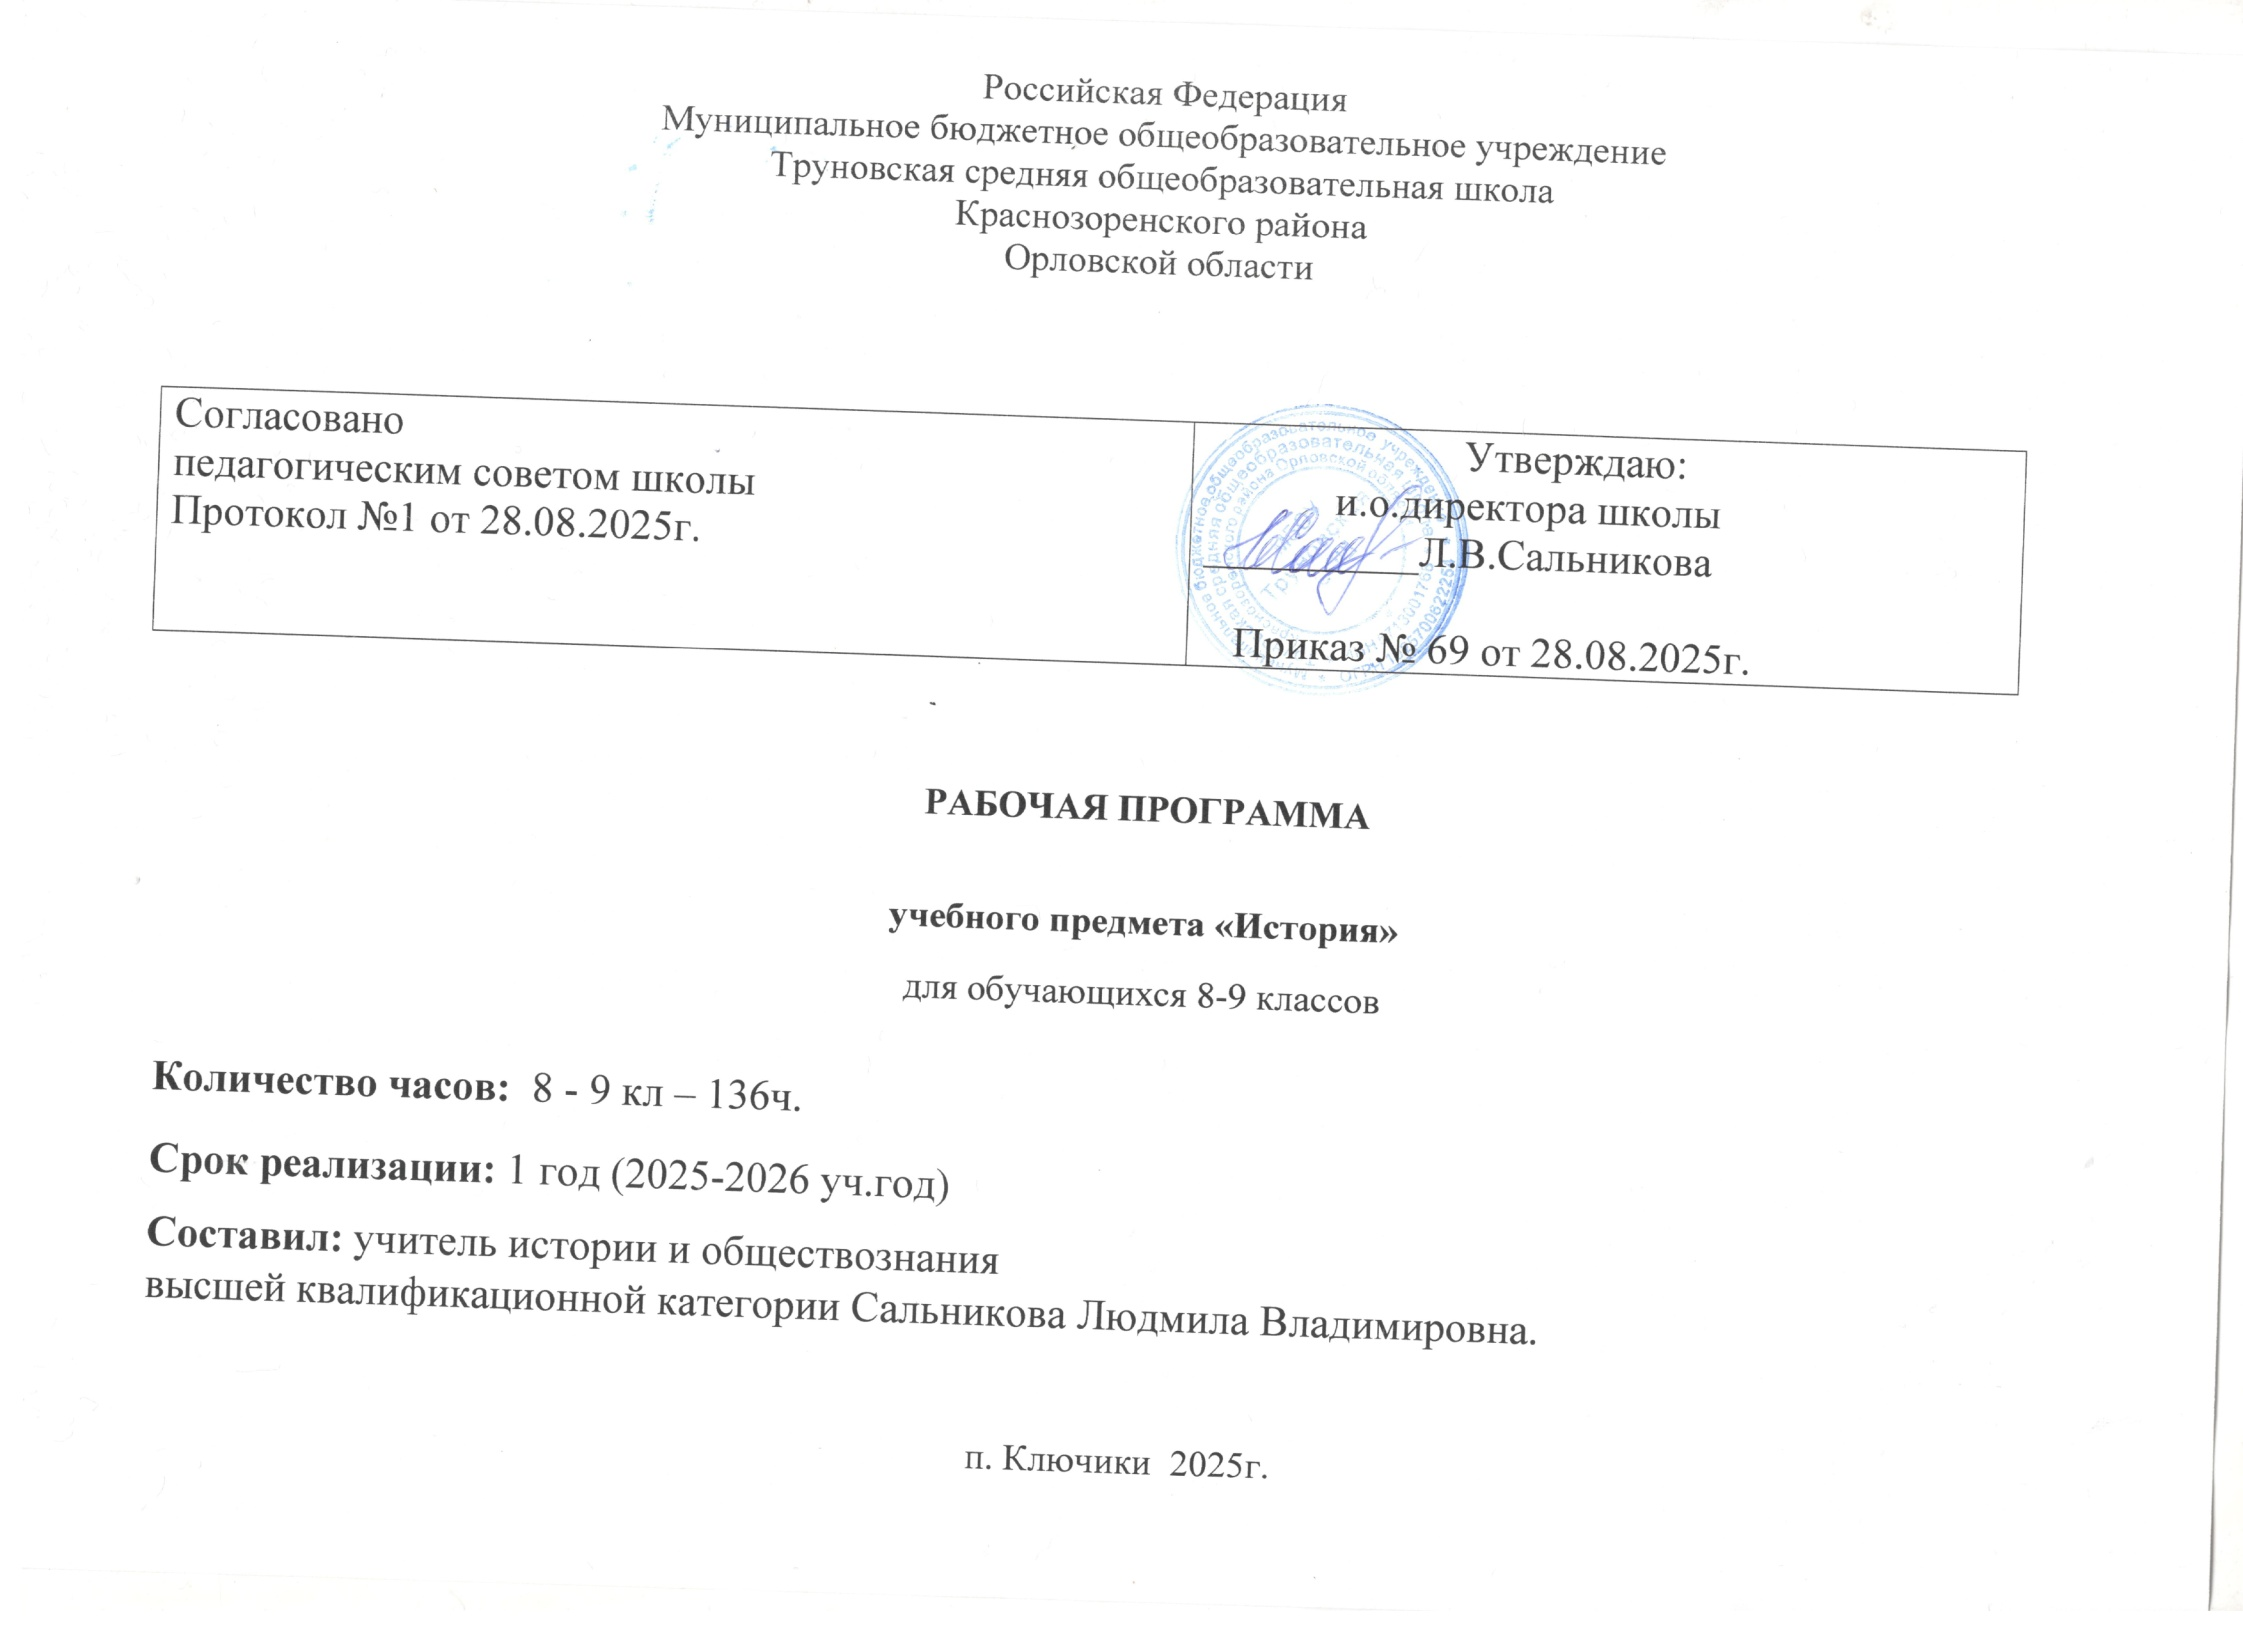 Российская Федерация
Муниципальное бюджетное общеобразовательное учреждение
Труновская средняя общеобразовательная школа
Краснозоренского района
Орловской области
Согласовано
педагогическим советом школы
Протокол №1 от 28.08.2025г.
Утверждаю:
и.о.директора школы
Л.В.Сальникова
Приказ № 69 от 28.08.2025г.
РАБОЧАЯ ПРОГРАММА
учебного предмета «История»
для обучающихся 8-9 классов
Количество часов: 8 - 9 кл – 136ч.
Срок реализации: 1 год (2025-2026 уч.год)
Составил: учитель истории и обществознания
высшей квалификационной категории Сальникова Людмила Владимировна.
п. Ключики 2025г.